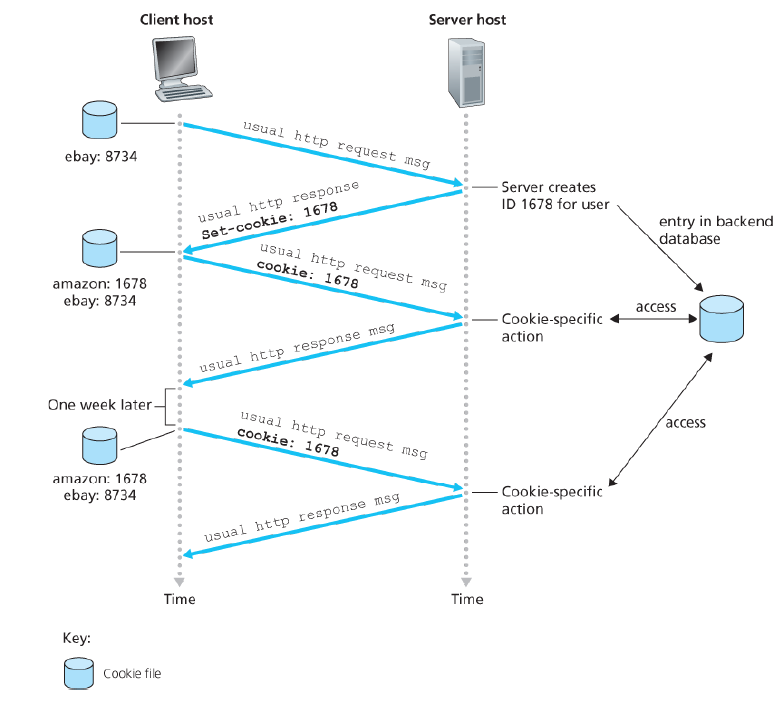 Client host
Server host
usual http request msg
ebay: 8734
Server creates
ID 1678 for user
usual http response
Set-cookie: 1678
entry in backend
database
amazon: 1678
ebay: 8734
usual http request msg
cookie: 1678
access
Cookie-specific
action
usual http response msg
One week later
access
usual http request msg
cookie: 1678
amazon: 1678
ebay: 8734
Cookie-specific
action
usual http response msg
Time
Time
Key:
Cookie file